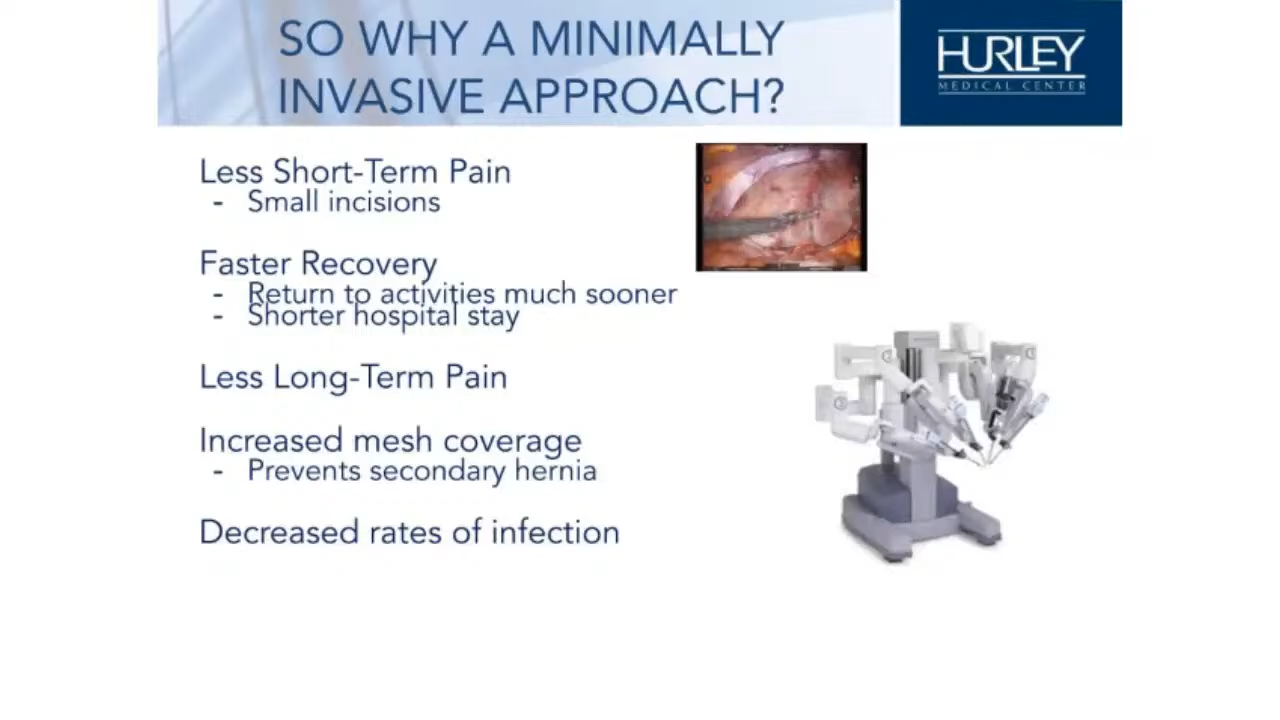 SO WHY A MINIMALLY
INVASIVE APPROACH?
HURLEY
MEDICAL CENTER
Less Short-Term Pain
- Small incisions
Faster Recovery
- Return to activities much sooner
- Shorter hospital stay
Less Long-Term Pain
Increased mesh coverage
- Prevents secondary hernia
Decreased rates of infection